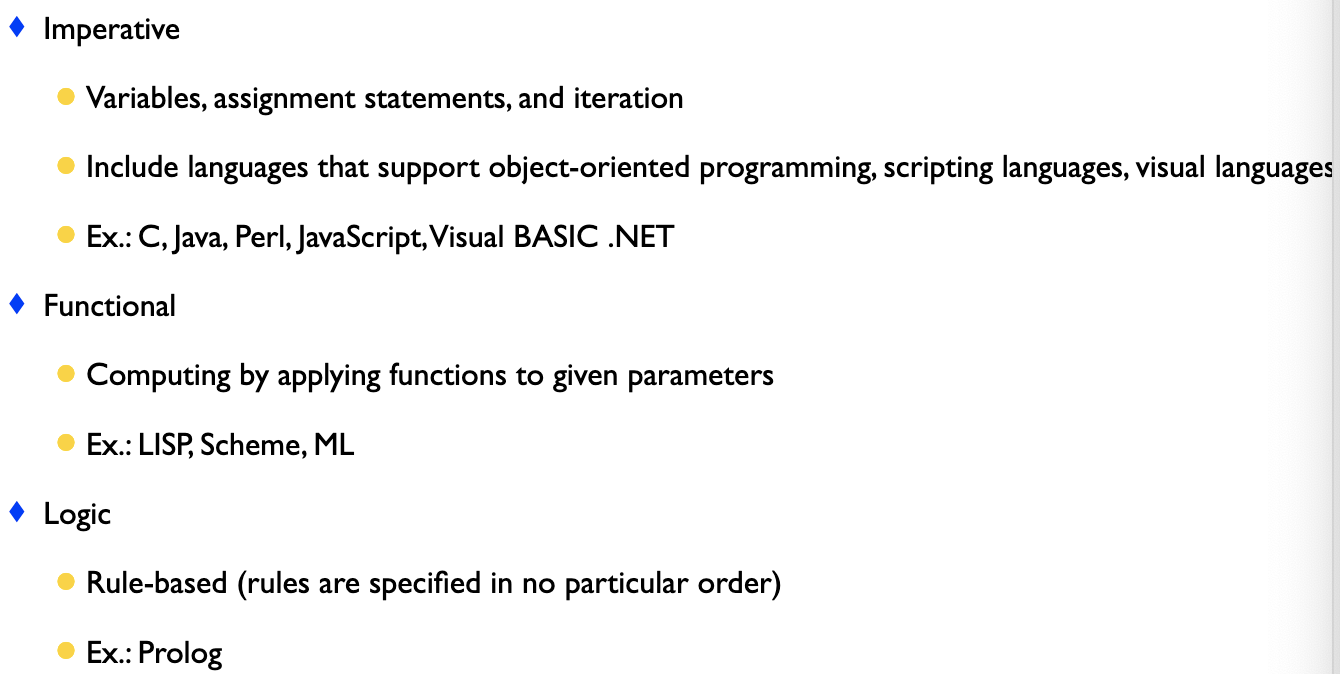 Imperative
Variables, assignment statements, and iteration
Include languages that support object-oriented programming, scripting languages, visual languages
Ex.: C, Java, Perl, JavaScript, Visual BASIC .NET
Functional
Computing by applying functions to given parameters
Ex.: LISP, Scheme, ML
Logic
Rule-based (rules are specified in no particular order)
Ex.: Prolog